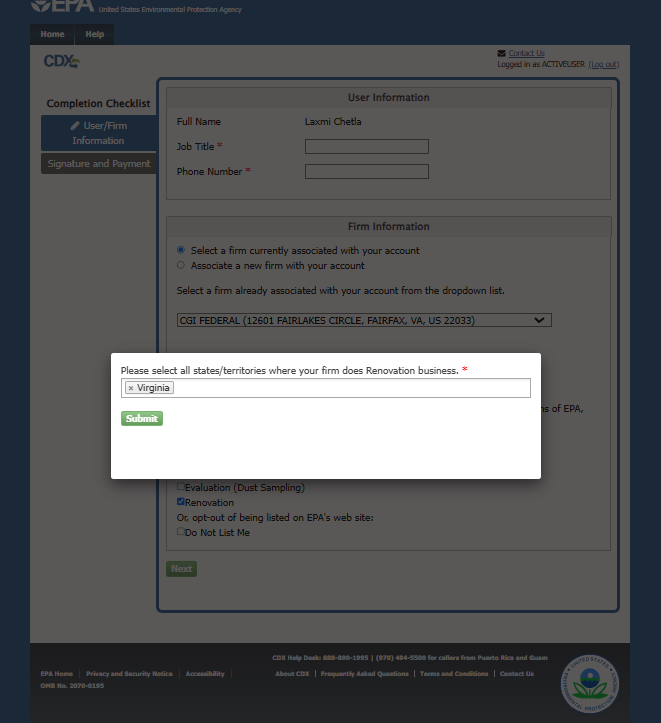 EPA United States Environmental Protection Agency
Home Help
CDX
Contact Us
Logged in as ACTIVEUSER (Log out)
Completion Checklist
User/Firm
Information
Signature and Payment
User Information
Full Name Laxmi Chetla
Job Title *
Phone Number *
Firm Information
Select a firm currently associated with your account
Associate a new firm with your account
Select a firm already associated with your account from the dropdown list.
CGI FEDERAL (12601 FAIRLAKES CIRCLE, FAIRFAX, VA, US 22033)
Please select all states/territories where your firm does Renovation business. *
× Virginia
ns of EPA,
Submit
Evaluation (Dust Sampling)
Renovation
Or, opt-out of being listed on EPA's web site:
Do Not List Me
Next
CDX Help Desk: 888-890-1995 | (970) 494-5500 for callers from Puerto Rico and Guam
EPA Home | Privacy and Security Notice | Accessibility |
About CDX | Frequently Asked Questions | Terms and Conditions | Contact Us
OMB No. 2070-0195
UNITED STATES